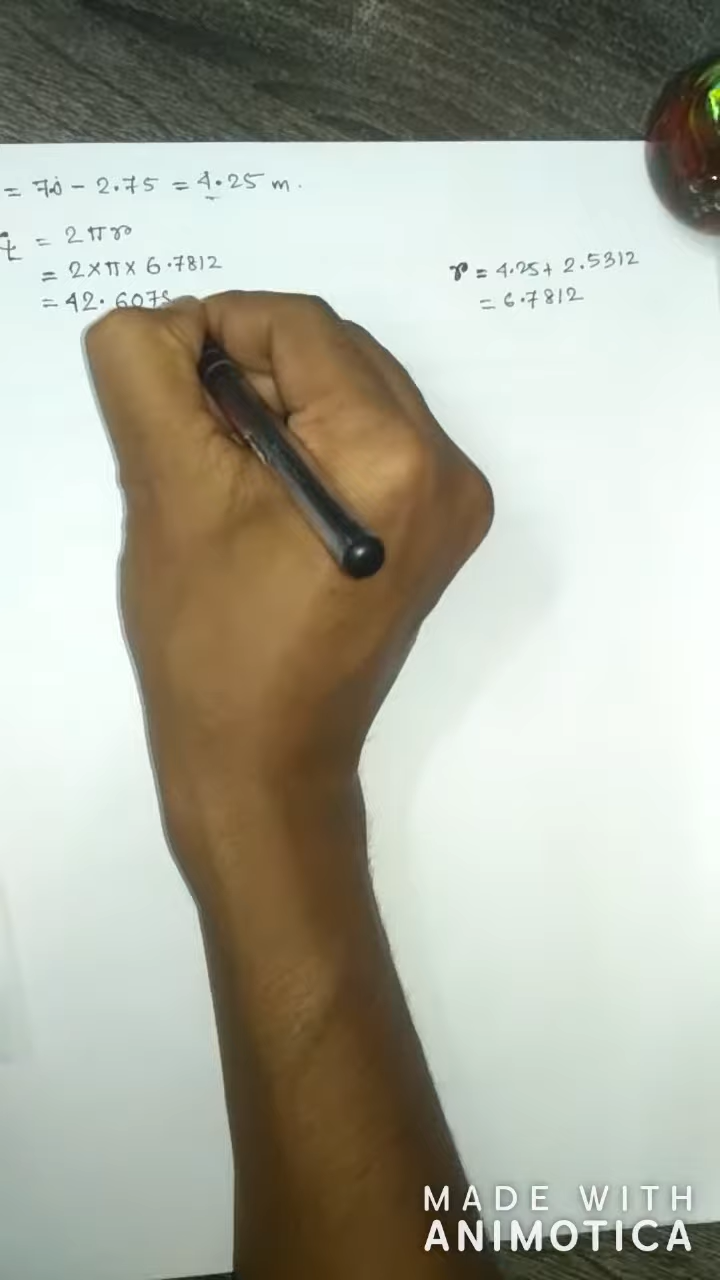 = 7.0 - 2.75 = 4.25 m.
= 2πr
= 2×π× 6.7812
= 42.6075
r = 4.25+ 2.5312
= 6.7812
MADE WITH
ANIMOTICA